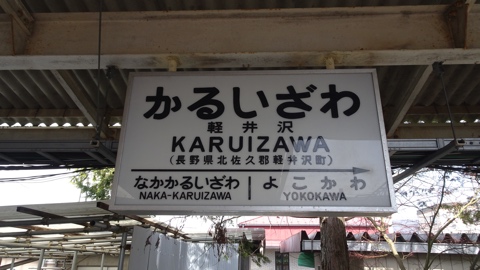 かるいざわ
軽井沢
KARUIZAWA
(長野県北佐久郡軽井沢町)
なかかるいざわ よこかわ
NAKA-KARUIZAWA YOKOKAWA